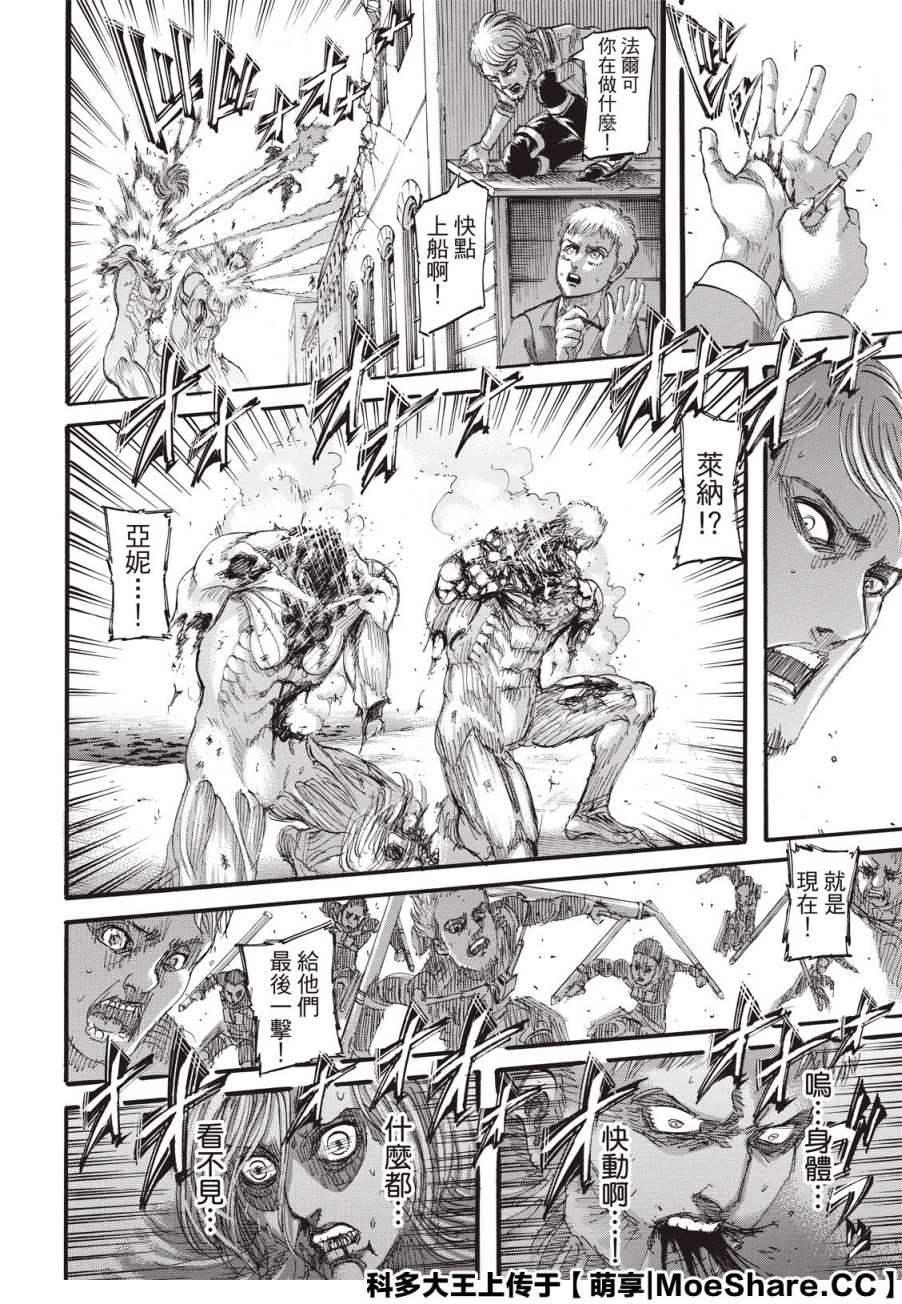 法爾可
你在做什麼！
快點
上船啊！
萊納!?
亞妮…！
就是
現在！
給他們
最後一擊！
嗚…身體…
快動啊…！
什麼都…
看不見…
科多大王上传于【萌享|MoeShare.CC】